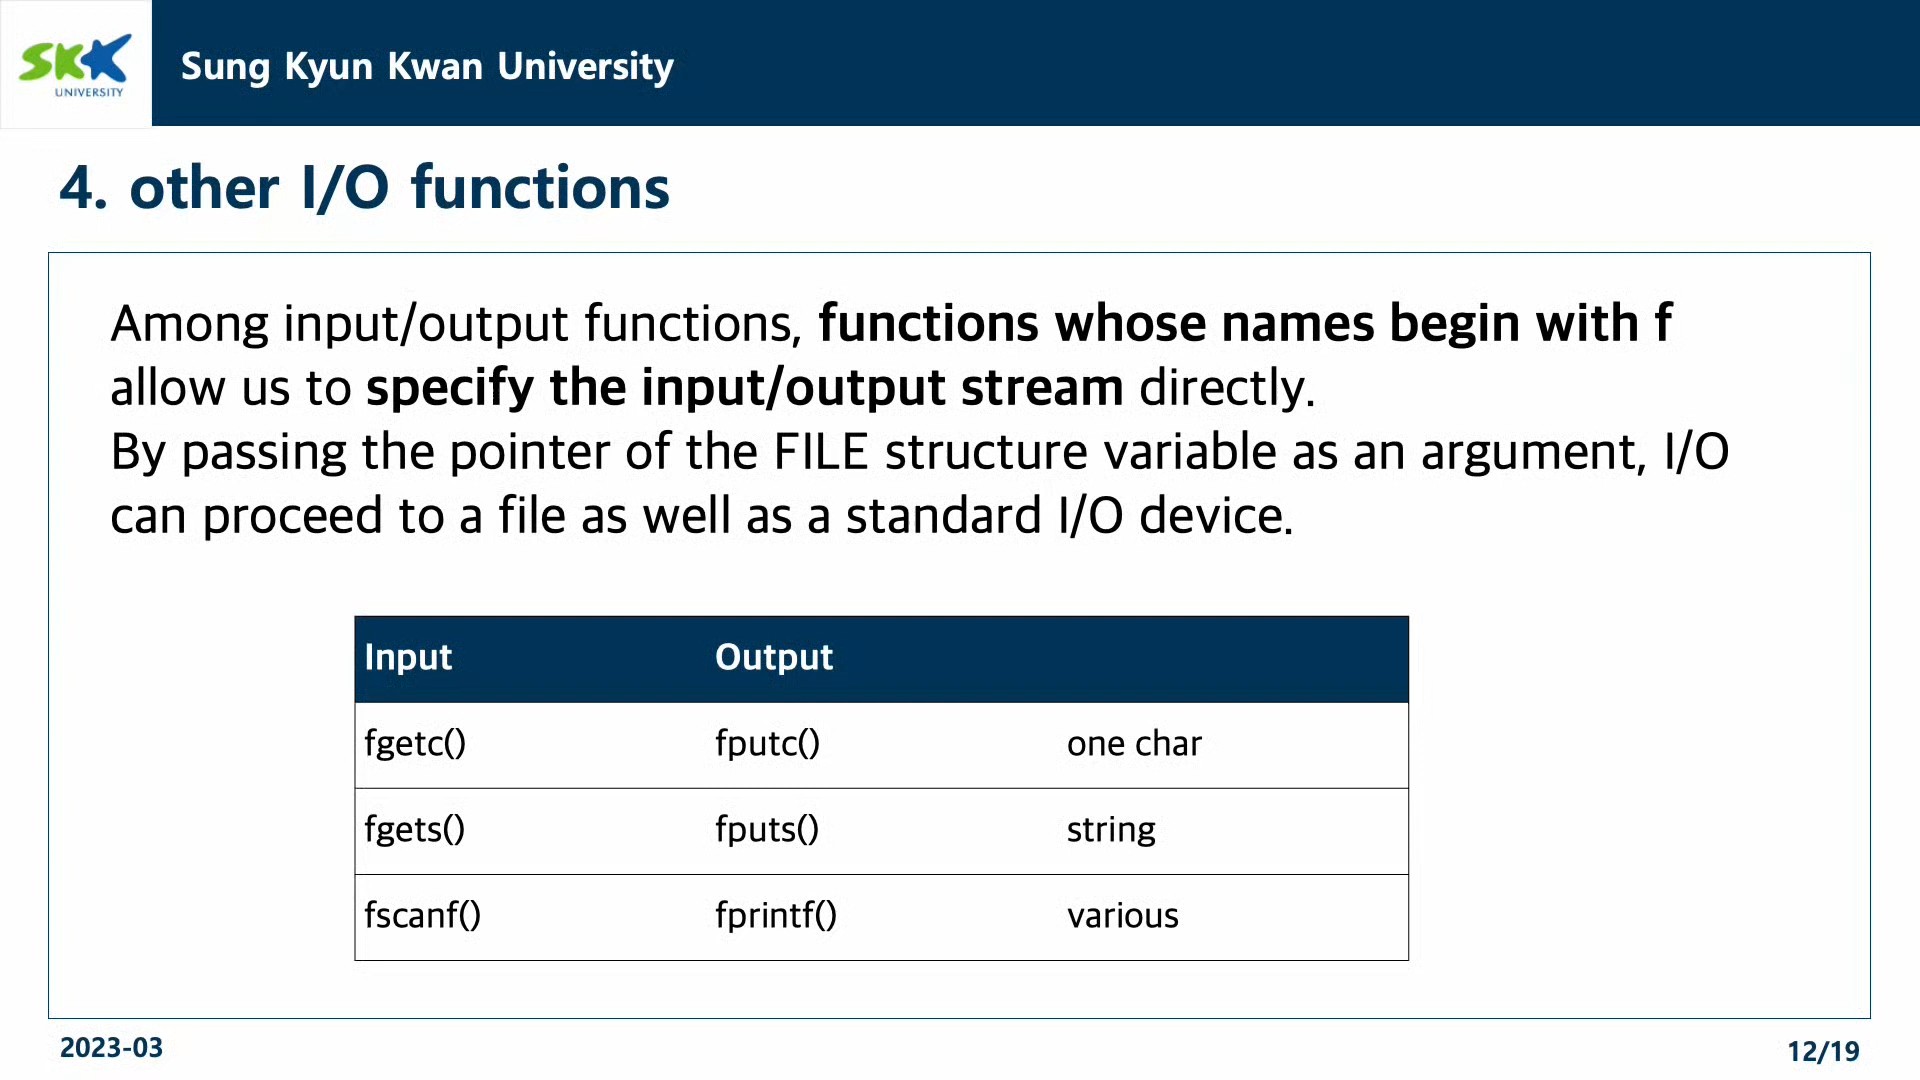 SKK
UNIVERSITY
Sung Kyun Kwan University
4. other I/O functions
Among input/output functions, functions whose names begin with f
allow us to specify the input/output stream directly.
By passing the pointer of the FILE structure variable as an argument, I/O
can proceed to a file as well as a standard I/O device.
Input Output
fgetc() fputc() one char
fgets() fputs() string
fscanf() fprintf() various
2023-03
12/19